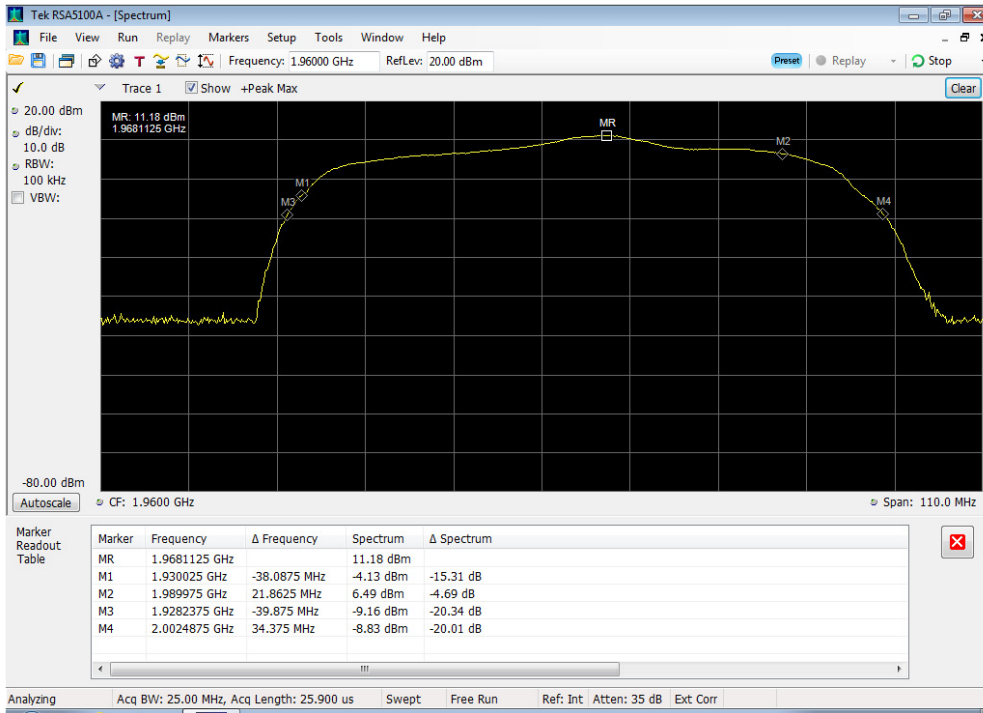 Tek RSA5100A - [Spectrum]
File View Run Replay Markers Setup Tools Window Help
T Frequency: 1.96000 GHz RefLev: 20.00 dBm Preset Replay Stop
Trace 1 Show +Peak Max Clear
20.00 dBm
dB/div:
10.0 dB
RBW:
100 kHz
VBW:
MR: 11.18 dBm
1.9681125 GHz
MR
M2
M1
M3
M4
-80.00 dBm
Autoscale CF: 1.9600 GHz Span: 110.0 MHz
Marker
Readout
Table
Marker Frequency Δ Frequency Spectrum Δ Spectrum
MR 1.9681125 GHz 11.18 dBm
M1 1.930025 GHz -38.0875 MHz -4.13 dBm -15.31 dB
M2 1.989975 GHz 21.8625 MHz 6.49 dBm -4.69 dB
M3 1.9282375 GHz -39.875 MHz -9.16 dBm -20.34 dB
M4 2.0024875 GHz 34.375 MHz -8.83 dBm -20.01 dB
Analyzing Acq BW: 25.00 MHz, Acq Length: 25.900 us Swept Free Run Ref: Int Atten: 35 dB Ext Corr